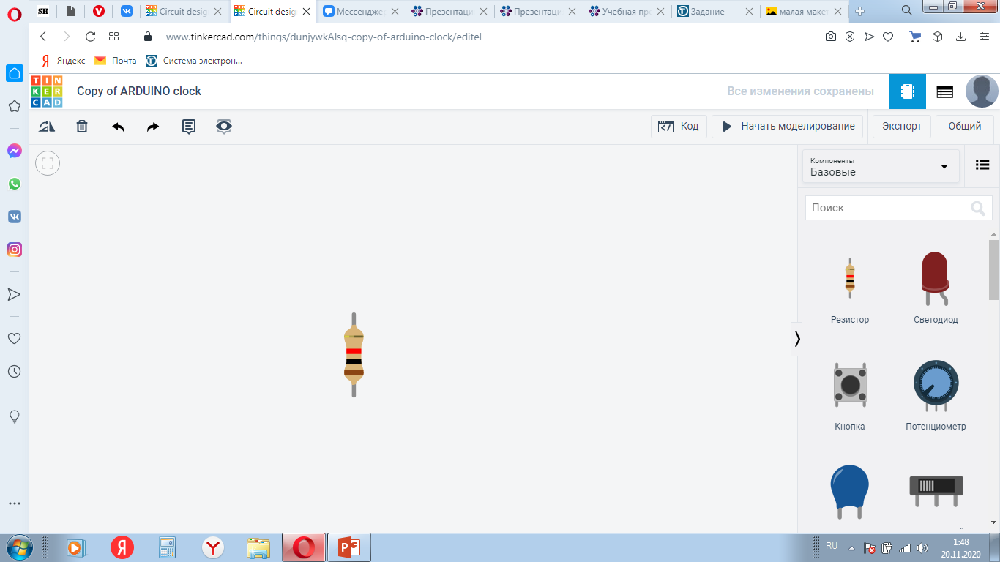 SH
Circuit desig
Circuit desig
Мессендже
Презентаци
Презентаци
Учебная пре
Задание
малая макет
www.tinkercad.com/things/dunjywkAlsq-copy-of-arduino-clock/editel
Яндекс
Почта
Система электрон...
TIN
KER
CAD
Copy of ARDUINO clock
Все изменения сохранены
Код
Начать моделирование
Экспорт
Общий
Компоненты
Базовые
Поиск
Резистор
Светодиод
Кнопка
Потенциометр
RU
1:48
20.11.2020